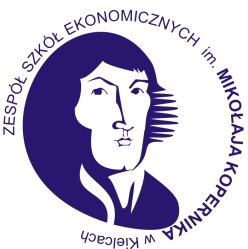 ZESPÓŁ SZKÓŁ EKONOMICZNYCH im. MIKOŁAJA KOPERNIKA w Kielcach